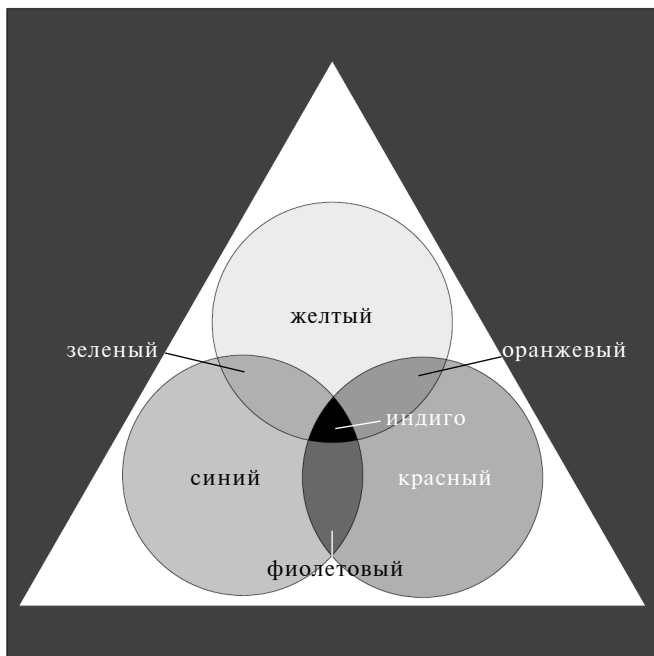 желтый
зеленый
оранжевый
индиго
синий
красный
фиолетовый